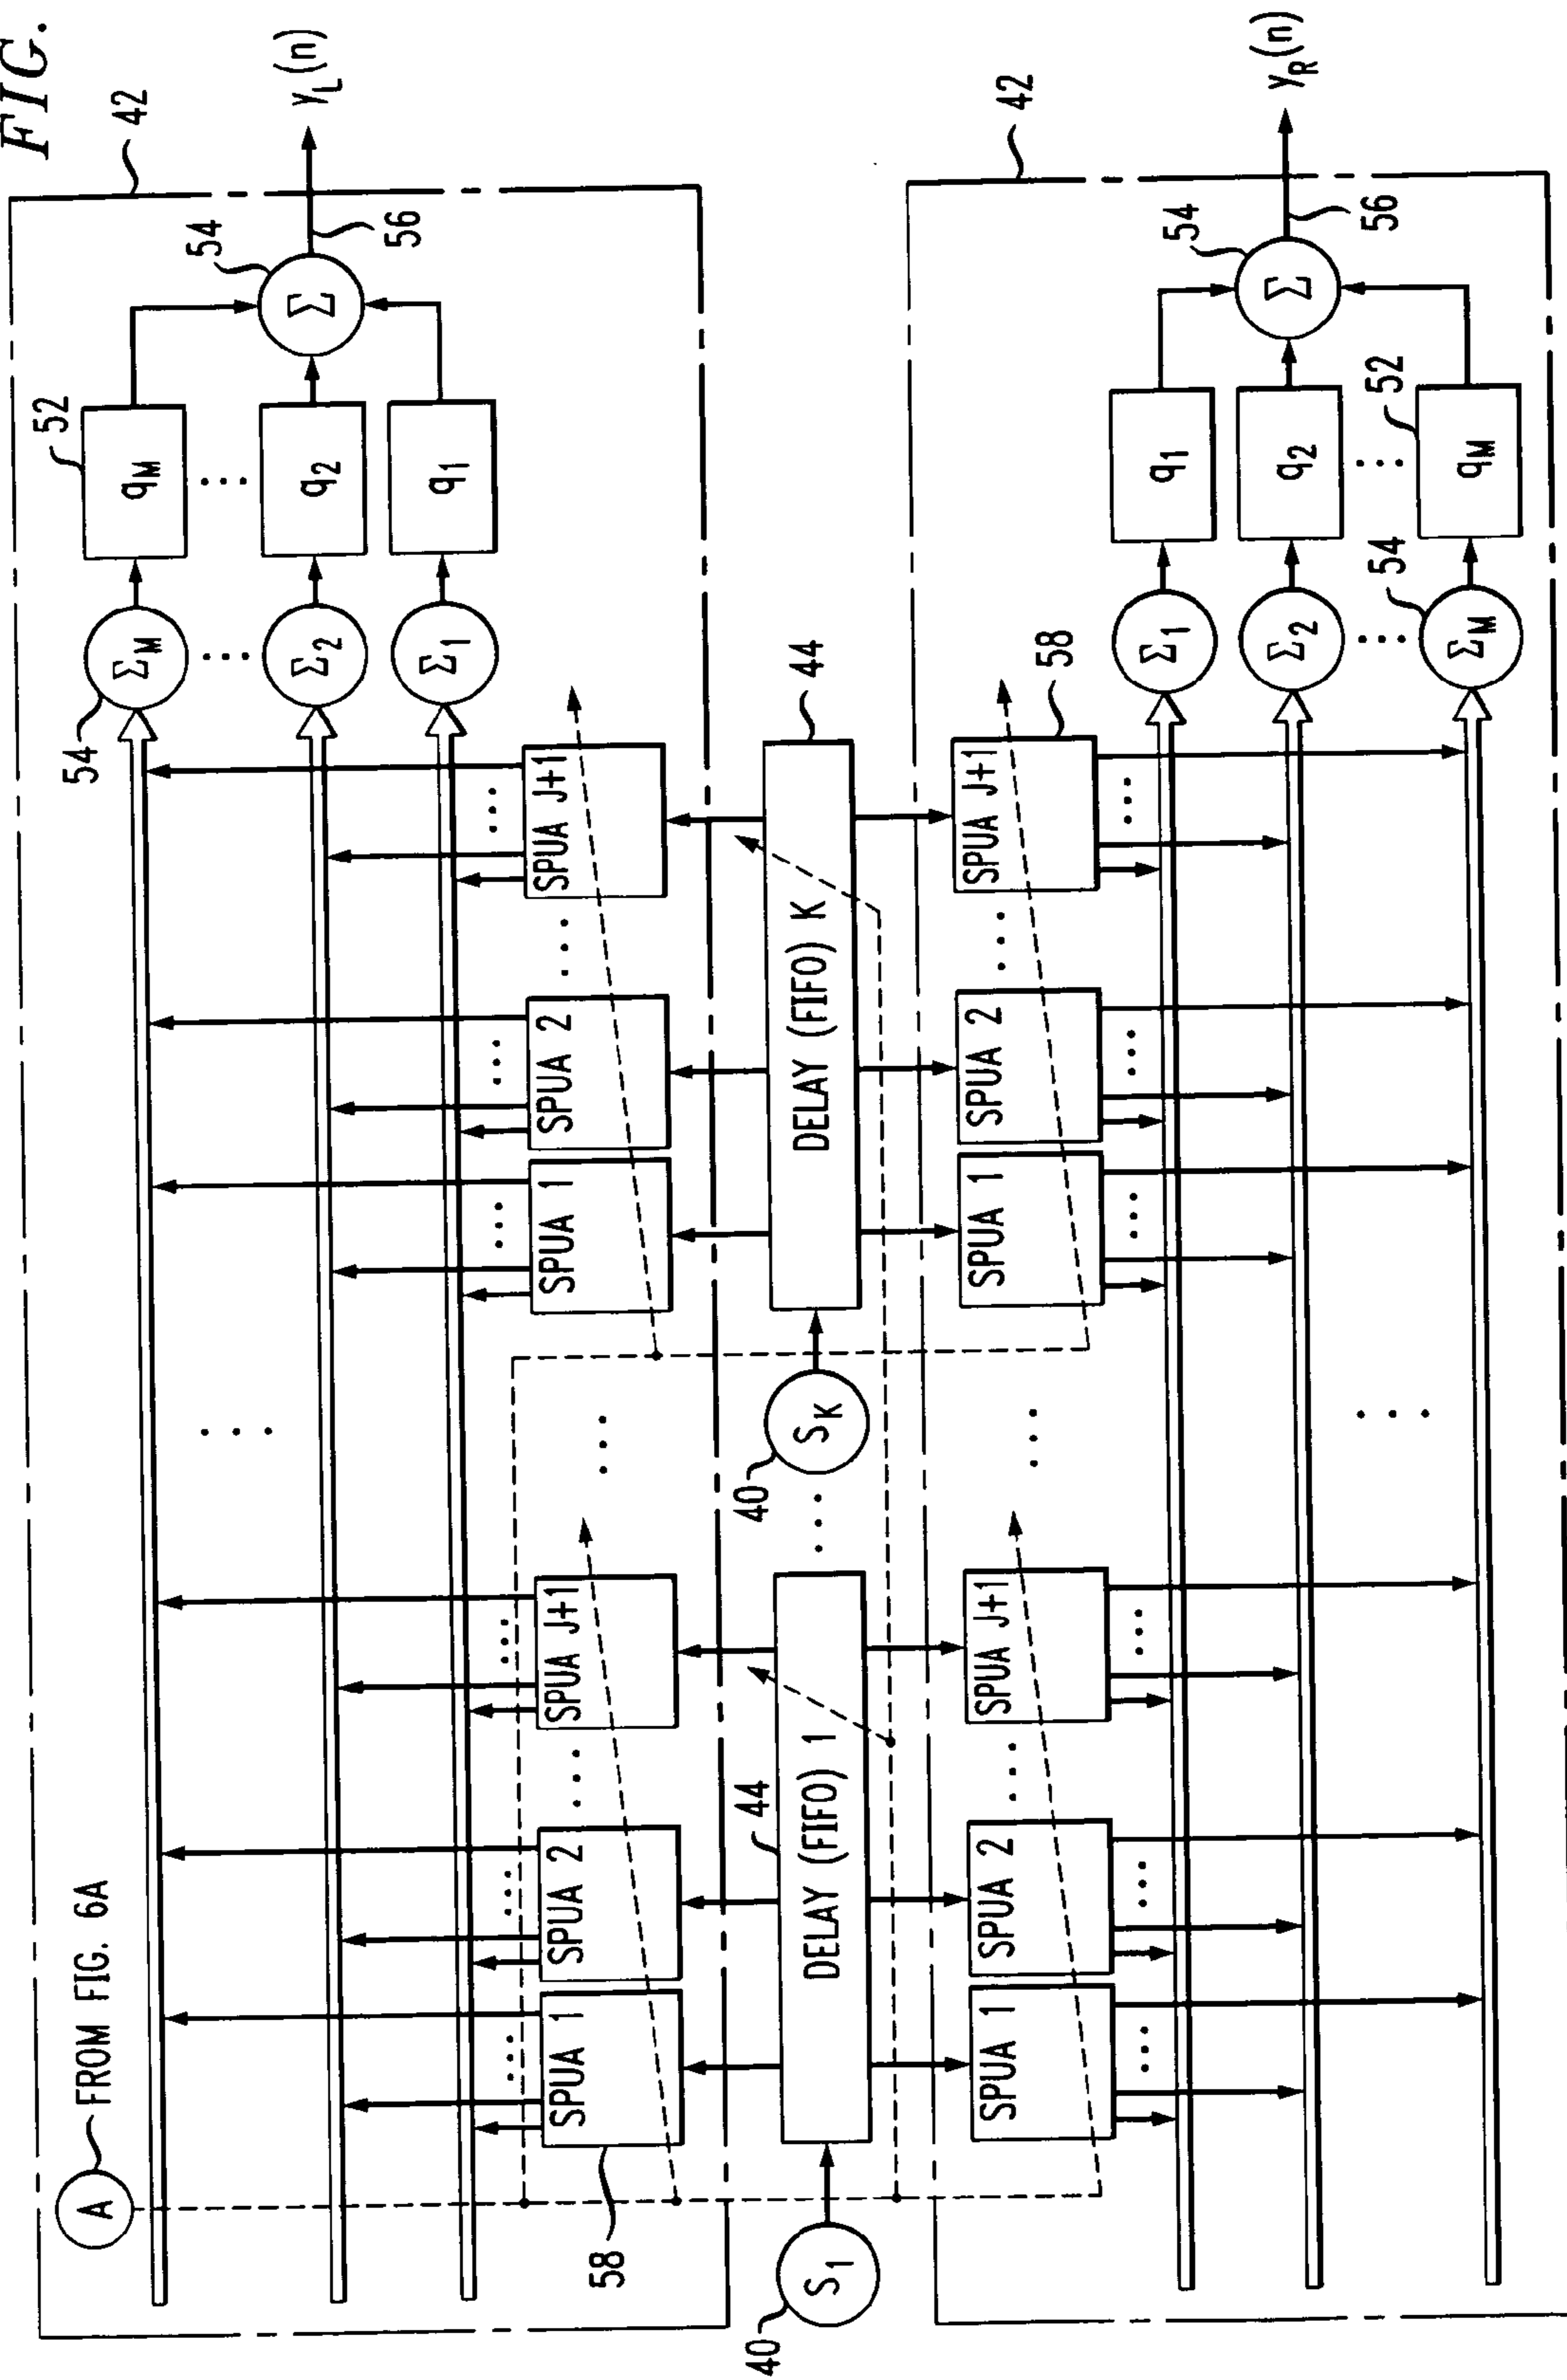 FIG.
A FROM FIG. 6A
42
54
Σ_M
52
q_M
54
Σ_2
q_2
Σ
y_L(n)
56
Σ_1
q_1
SPUA 1
SPUA 2
SPUA J+1
SPUA 1
SPUA 2
SPUA J+1
58
40
S_1
44
DELAY (FIFO) 1
40
S_K
DELAY (FIFO) K
44
42
SPUA 1
SPUA 2
SPUA J+1
SPUA 1
SPUA 2
SPUA J+1
58
Σ_1
q_1
54
Σ_2
q_2
Σ
y_R(n)
56
54
Σ_M
52
q_M